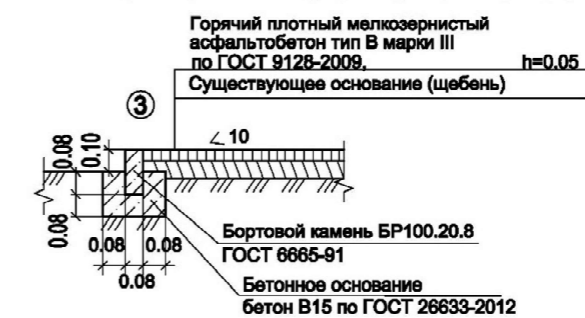 Горячий плотный мелкозернистый
асфальтобетон тип В марки III
по ГОСТ 9128-2009, h=0.05
Существующее основание (щебень)
3
10
0.08
0.10
0.08
Бортовой камень БР100.20.8
ГОСТ 6665-91
0.08 0.08
0.08
Бетонное основание
бетон В15 по ГОСТ 26633-2012